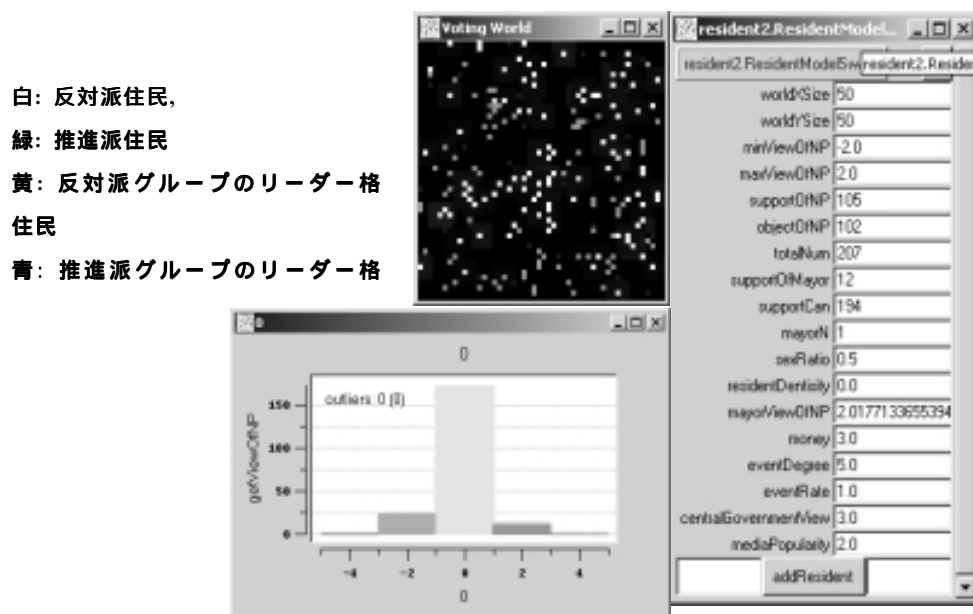 白: 反対派住民,
緑: 推進派住民
黄: 反対派グループのリーダー格
住民
青: 推進派グループのリーダー格
Voting World
resident2.ResidentModel...
resident2.ResidentModelSw
resident2.Residen
worldXSize 50
worldYSize 50
minViewOfNP -2.0
maxViewOfNP 2.0
supportOfNP 105
objectOfNP 102
totalNum 207
supportOfMayor 12
supportCan 194
mayorN 1
sexRatio 0.5
residentDentisity 0.0
mayorViewOfNP 2.0177133655394
money 3.0
eventDegree 5.0
eventRate 1.0
centralGovernmentView 3.0
mediaPopularity 2.0
addResident
0
0
outliers: 0 (0)
getViewOfNP
150
100
50
0
-4 -2 0 2 4
0